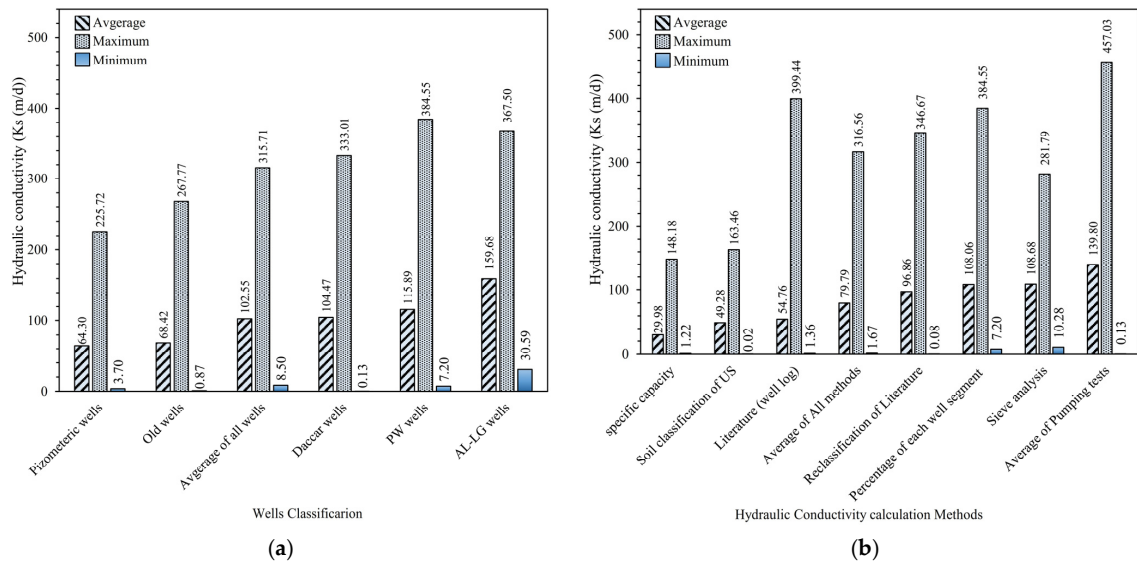 Avgerage
Maximum
Minimum
Hydraulic conductivity (Ks (m/d))
500
400
300
200
100
0
64.30
225.72
3.70
68.42
267.77
0.87
102.55
315.71
8.50
104.47
333.01
0.13
115.89
384.55
7.20
159.68
367.50
30.59
Pizometeric wells
Old wells
Avgerage of all wells
Daccar wells
PW wells
AL-LG wells
Wells Classificarion
(a)
Avgerage
Maximum
Minimum
Hydraulic conductivity (Ks (m/d))
500
400
300
200
100
0
29.98
148.18
1.22
49.28
163.46
0.02
54.76
399.44
1.36
79.79
316.56
1.67
96.86
346.67
0.08
108.06
384.55
7.20
108.68
281.79
10.28
139.80
457.03
0.13
specific capacity
Soil classification of US
Literature (well log)
Average of All methods
Reclassification of Literature
Percentage of each well segment
Sieve analysis
Average of Pumping tests
Hydraulic Conductivity calculation Methods
(b)